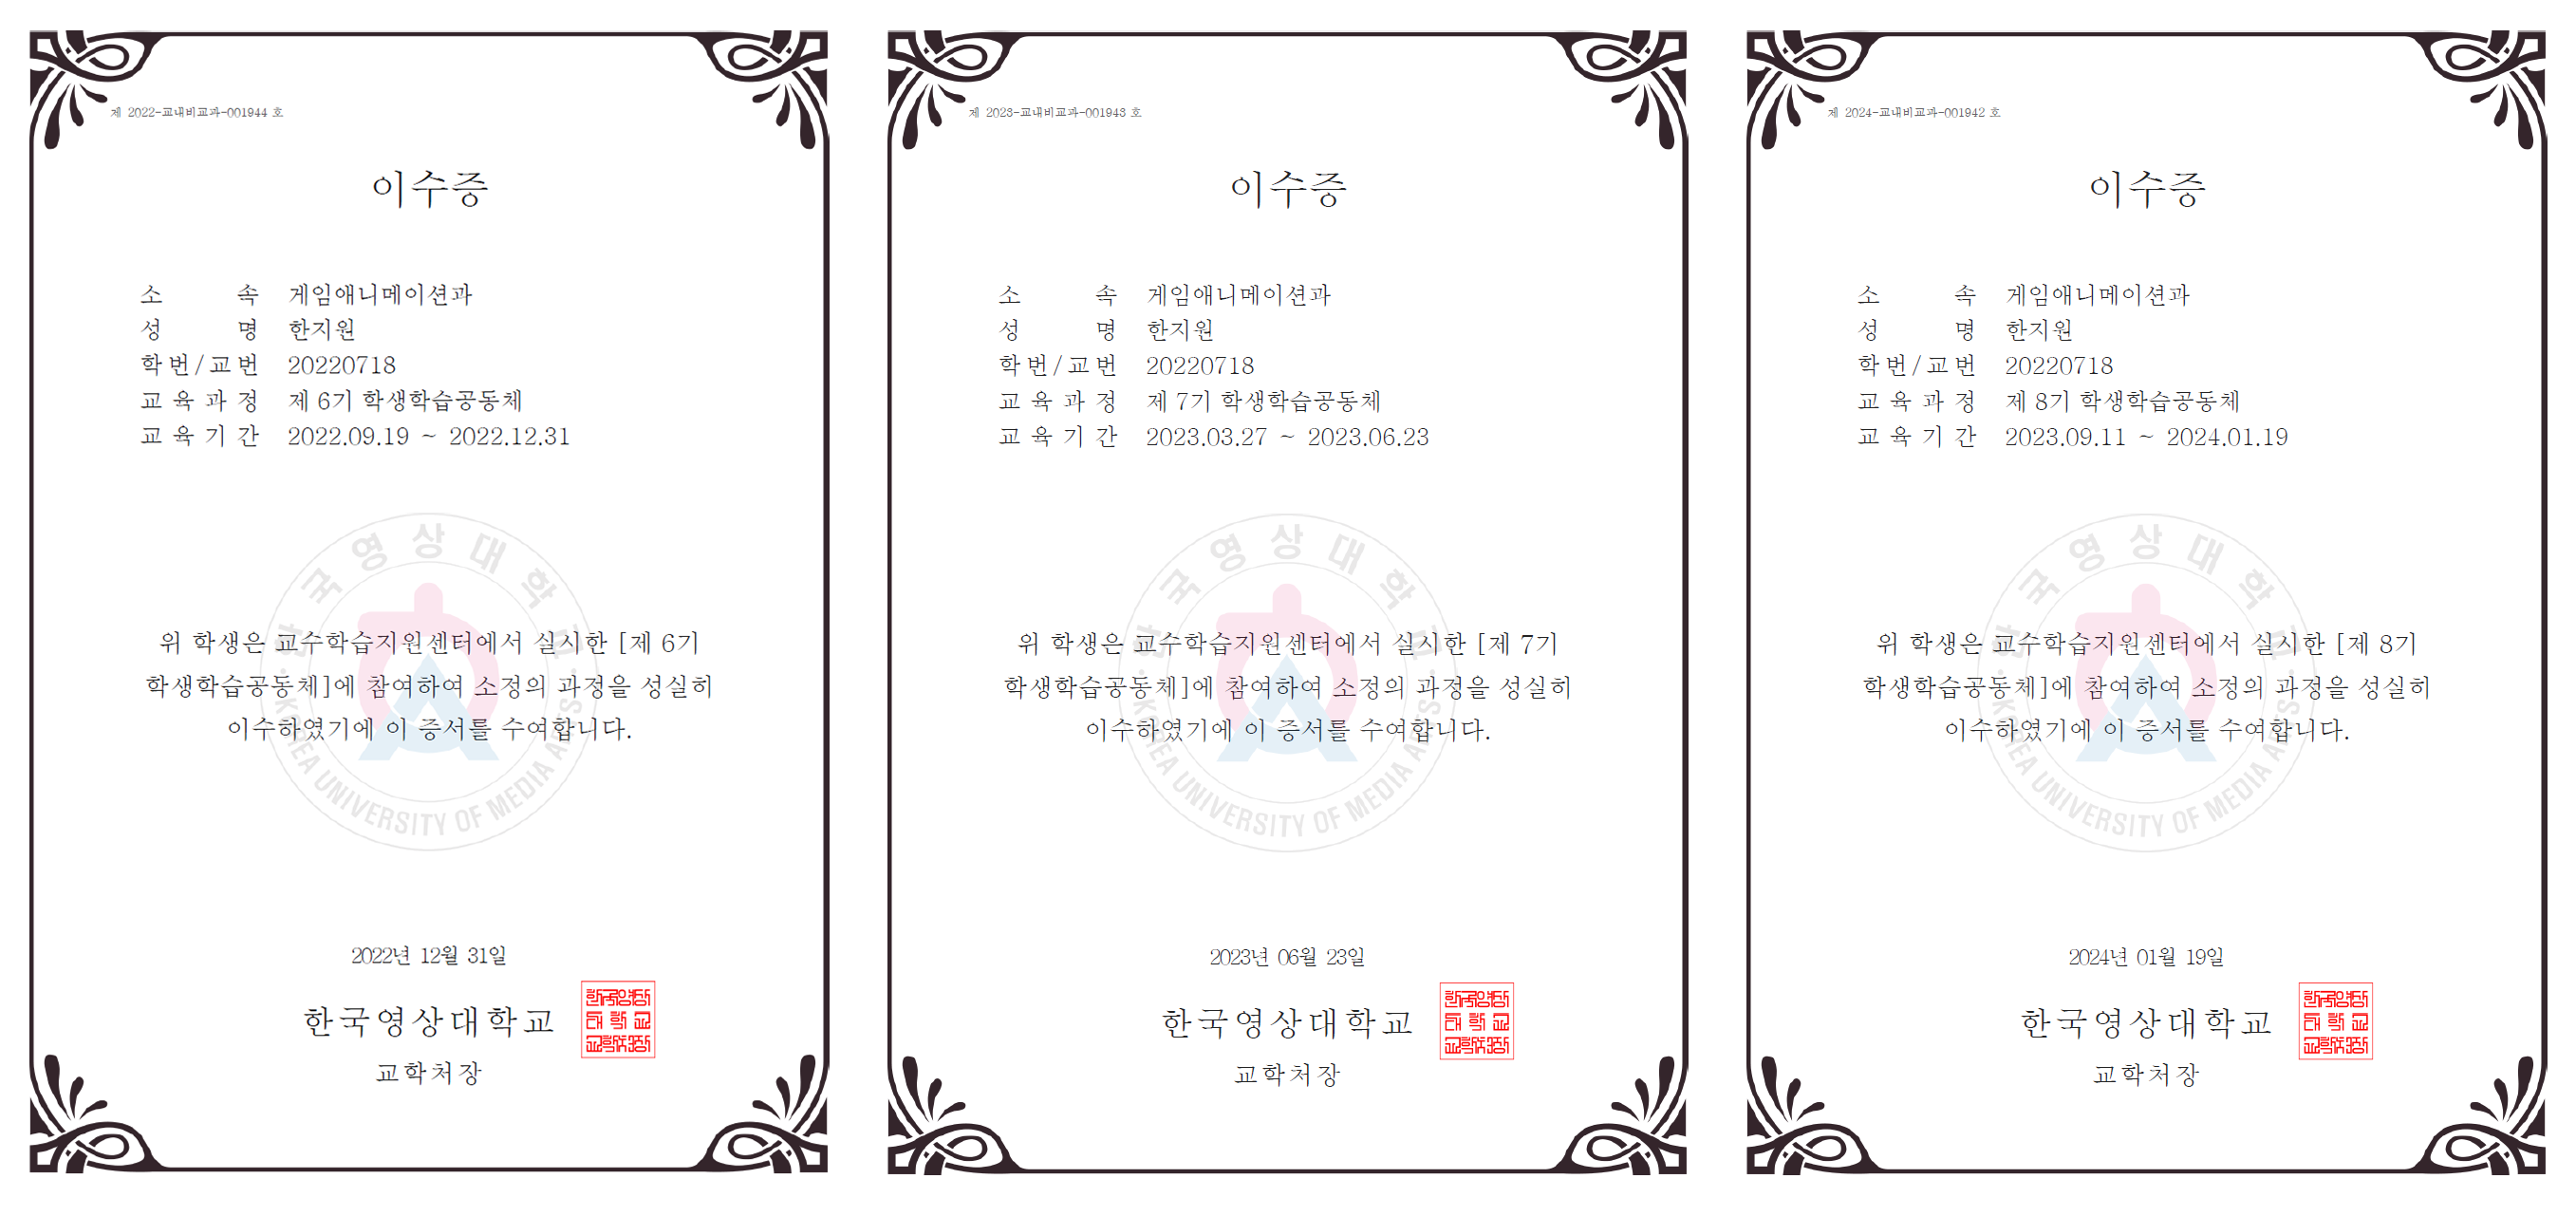 제 2022-교내비교과-001944 호
이수증
소 속 게임애니메이션과
성 명 한지원
학번/교번 20220718
교육과정 제 6기 학생학습공동체
교육기간 2022.09.19 ~ 2022.12.31
한국영상대학교
위 학생은 교수학습지원센터에서 실시한 [제 6기
학생학습공동체]에 참여하여 소정의 과정을 성실히
이수하였기에 이 증서를 수여합니다.
KOREA UNIVERSITY OF MEDIA ARTS
2022년 12월 31일
한국영상대학교
교학처장
제 2023-교내비교과-001943 호
이수증
소 속 게임애니메이션과
성 명 한지원
학번/교번 20220718
교육과정 제 7기 학생학습공동체
교육기간 2023.03.27 ~ 2023.06.23
한국영상대학교
위 학생은 교수학습지원센터에서 실시한 [제 7기
학생학습공동체]에 참여하여 소정의 과정을 성실히
이수하였기에 이 증서를 수여합니다.
KOREA UNIVERSITY OF MEDIA ARTS
2023년 06월 23일
한국영상대학교
교학처장
제 2024-교내비교과-001942 호
이수증
소 속 게임애니메이션과
성 명 한지원
학번/교번 20220718
교육과정 제 8기 학생학습공동체
교육기간 2023.09.11 ~ 2024.01.19
한국영상대학교
위 학생은 교수학습지원센터에서 실시한 [제 8기
학생학습공동체]에 참여하여 소정의 과정을 성실히
이수하였기에 이 증서를 수여합니다.
KOREA UNIVERSITY OF MEDIA ARTS
2024년 01월 19일
한국영상대학교
교학처장